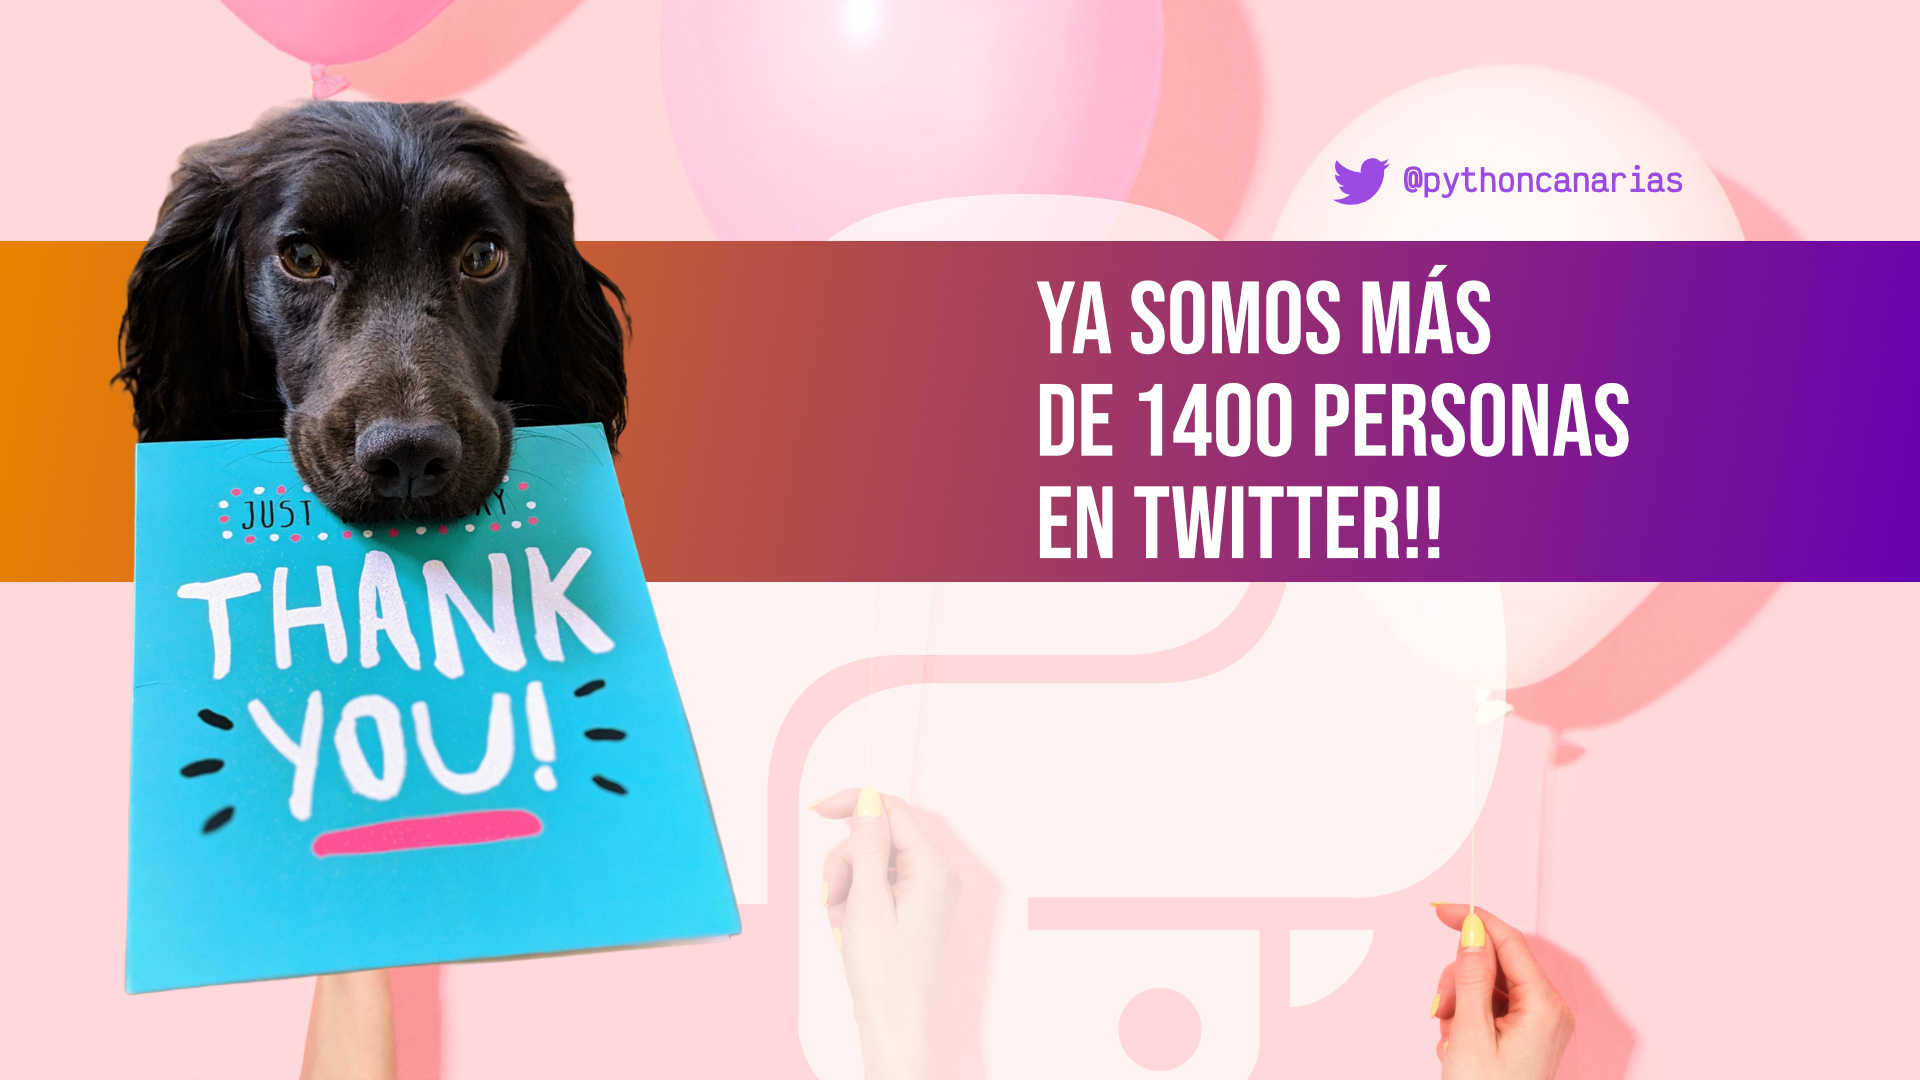 @pythoncanarias
YA SOMOS MÁS
DE 1400 PERSONAS
EN TWITTER!!
JUST
THANK
YOU!